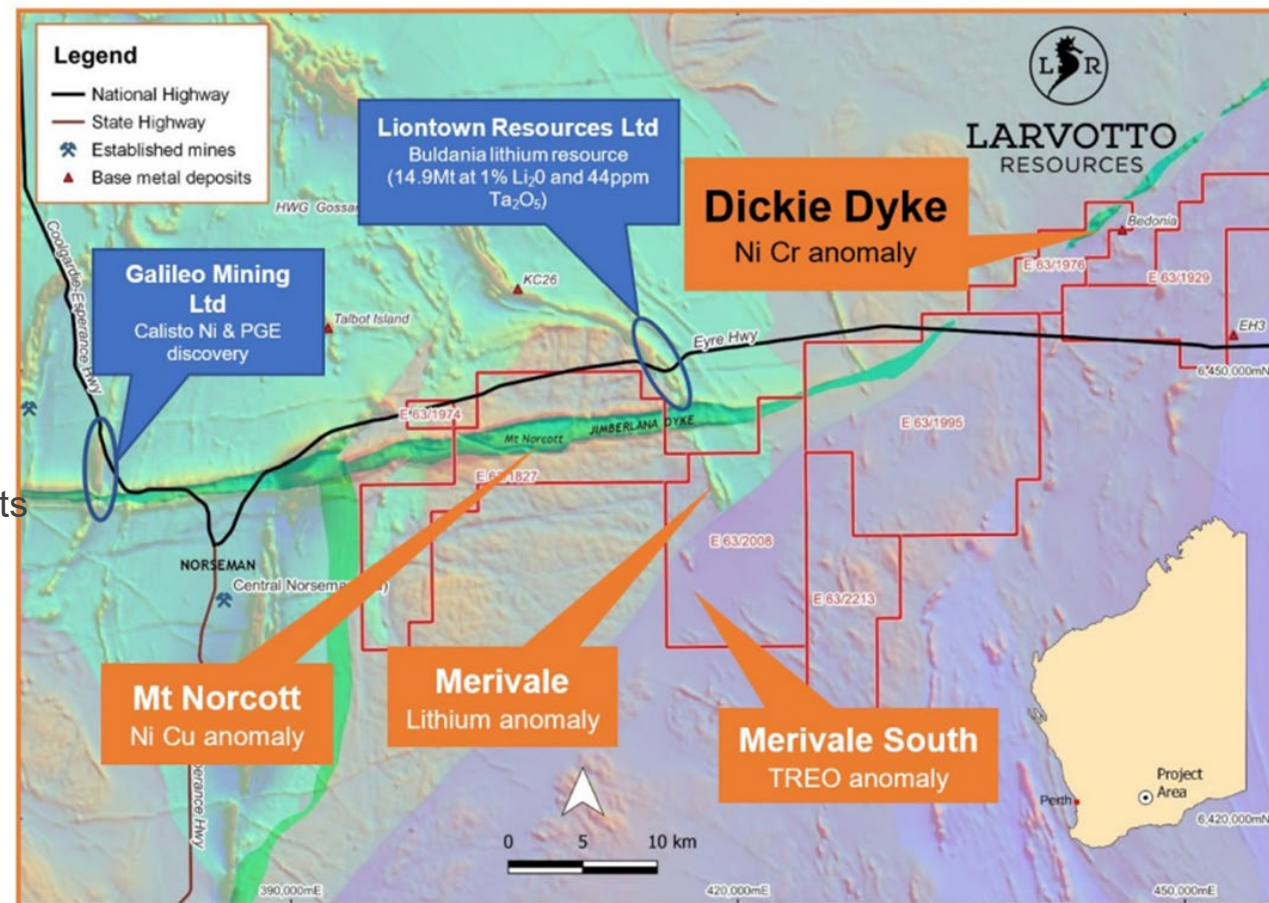 Legend
National Highway
State Highway
Established mines
Base metal deposits
L R
LARVOTTO
RESOURCES
Liontown Resources Ltd
Buldania lithium resource
(14.9Mt at 1% Li₂0 and 44ppm
Ta₂O₅)
HWG Gossan
Dickie Dyke
Ni Cr anomaly
Bedonia
E 63/1976
E 63/1929
Coolgardie-Esperance Hwy
Galileo Mining
Ltd
Calisto Ni & PGE
discovery
KC26
Talbot Island
Eyre Hwy
EH3
6,450,000mN
E 63/1974
Mt Norcott
JIMBERLANA DYKE
E 63/1995
E 63/1827
ts
E 63/2008
NORSEMAN
Central Norseman
E 63/2213
Mt Norcott
Ni Cu anomaly
Merivale
Lithium anomaly
Merivale South
TREO anomaly
perance Hwy
Project
Area
Perth
6,420,000mN
0 5 10 km
390,000mE
420,000mE
450,000mE